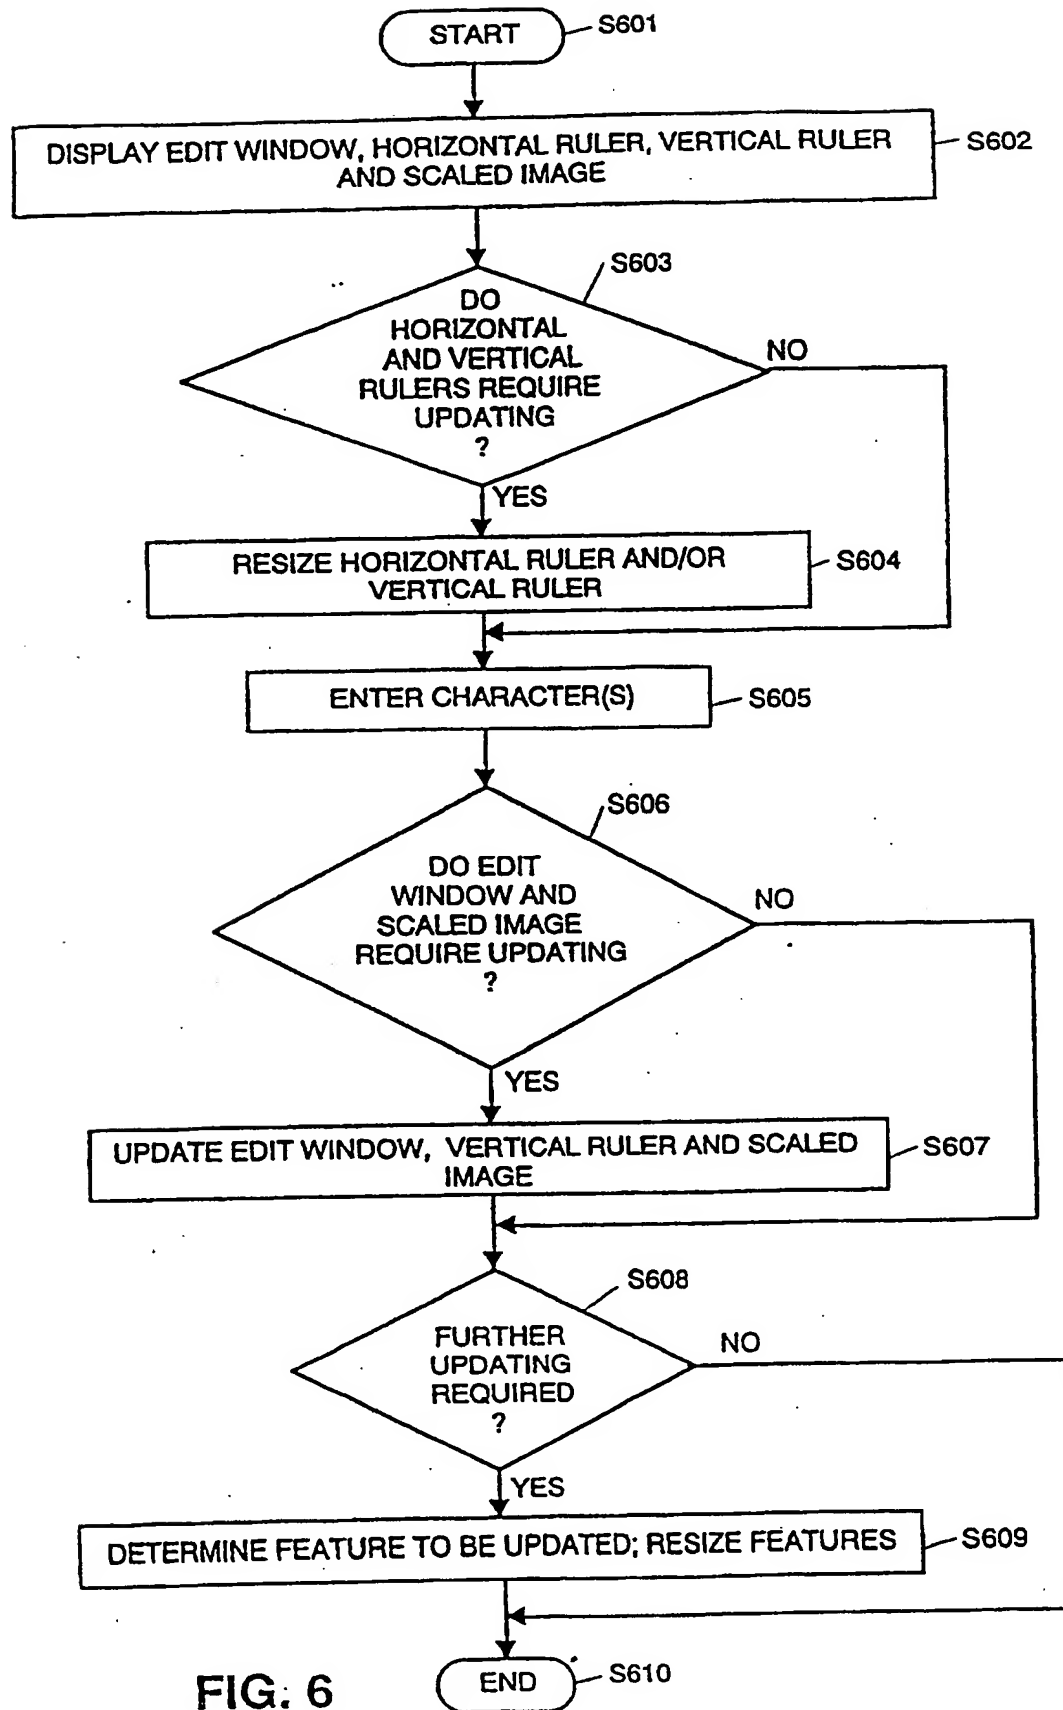 START
S601
DISPLAY EDIT WINDOW, HORIZONTAL RULER, VERTICAL RULER
AND SCALED IMAGE
S602
S603
DO
HORIZONTAL
AND VERTICAL
RULERS REQUIRE
UPDATING
?
NO
YES
RESIZE HORIZONTAL RULER AND/OR
VERTICAL RULER
S604
ENTER CHARACTER(S)
S605
S606
DO EDIT
WINDOW AND
SCALED IMAGE
REQUIRE UPDATING
?
NO
YES
UPDATE EDIT WINDOW, VERTICAL RULER AND SCALED
IMAGE
S607
S608
FURTHER
UPDATING
REQUIRED
?
NO
YES
DETERMINE FEATURE TO BE UPDATED; RESIZE FEATURES
S609
END
S610
FIG. 6